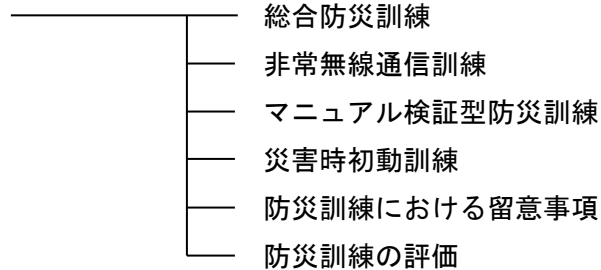 総合防災訓練
非常無線通信訓練
マニュアル検証型防災訓練
災害時初動訓練
防災訓練における留意事項
防災訓練の評価